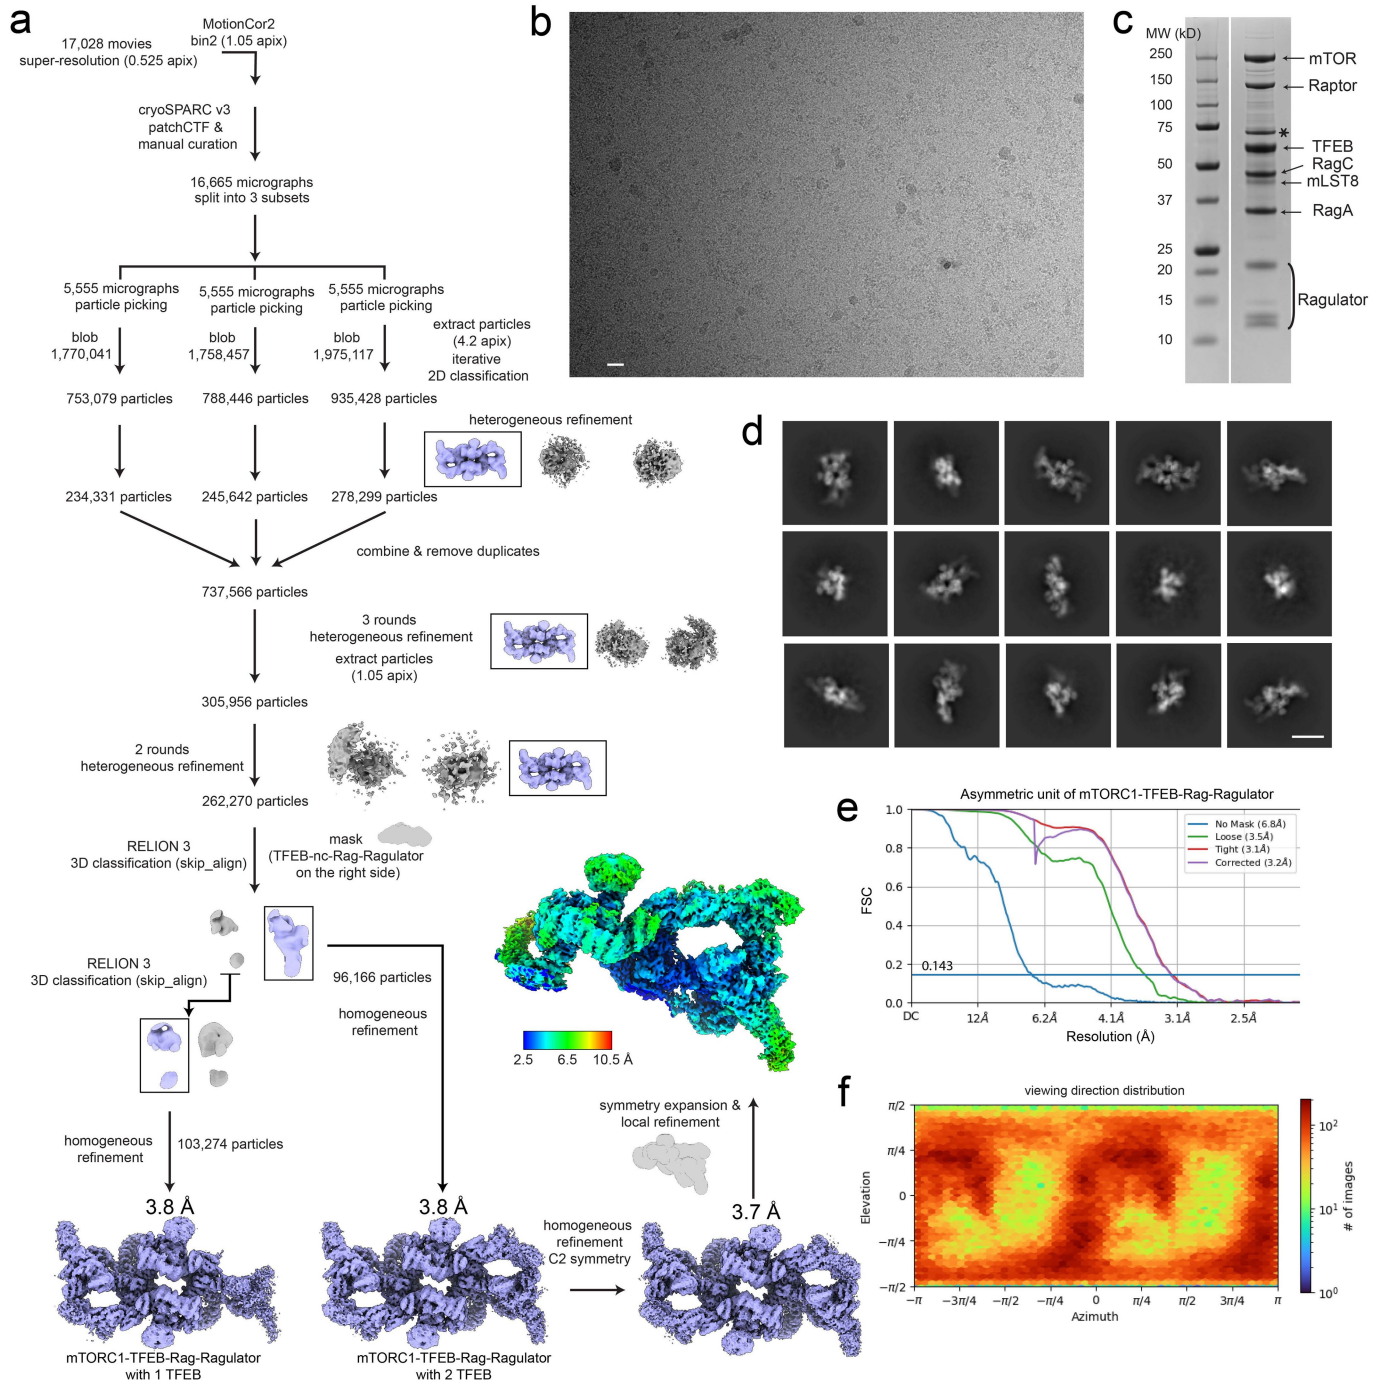 a
MotionCor2
bin2 (1.05 apix)
17,028 movies
super-resolution (0.525 apix)
cryoSPARC v3
patchCTF &
manual curation
16,665 micrographs
split into 3 subsets
5,555 micrographs
particle picking
5,555 micrographs
particle picking
5,555 micrographs
particle picking
blob
1,770,041
blob
1,758,457
blob
1,975,117
extract particles
(4.2 apix)
iterative
2D classification
753,079 particles
788,446 particles
935,428 particles
heterogeneous refinement
234,331 particles
245,642 particles
278,299 particles
combine & remove duplicates
737,566 particles
3 rounds
heterogeneous refinement
extract particles
(1.05 apix)
305,956 particles
2 rounds
heterogeneous refinement
262,270 particles
RELION 3
3D classification (skip_align)
mask
(TFEB-nc-Rag-Ragulator
on the right side)
RELION 3
3D classification (skip_align)
96,166 particles
homogeneous
refinement
2.5
6.5
10.5 Å
symmetry expansion &
local refinement
homogeneous
refinement
103,274 particles
3.8 Å
3.8 Å
3.7 Å
homogeneous
refinement
C2 symmetry
mTORC1-TFEB-Rag-Ragulator
with 1 TFEB
mTORC1-TFEB-Rag-Ragulator
with 2 TFEB
b
c
MW (kD)
250
150
100
75
50
37
25
20
15
10
mTOR
Raptor
*
TFEB
RagC
mLST8
RagA
Ragulator
d
e
Asymmetric unit of mTORC1-TFEB-Rag-Ragulator
No Mask (6.8Å)
Loose (3.5Å)
Tight (3.1Å)
Corrected (3.2Å)
FSC
1.0
0.8
0.6
0.4
0.2
0.0
0.143
DC
12Å
6.2Å
4.1Å
3.1Å
2.5Å
Resolution (Å)
f
viewing direction distribution
Elevation
π/2
π/4
0
−π/4
−π/2
−π
−3π/4
−π/2
−π/4
0
π/4
π/2
3π/4
π
Azimuth
10²
10¹
10⁰
# of images